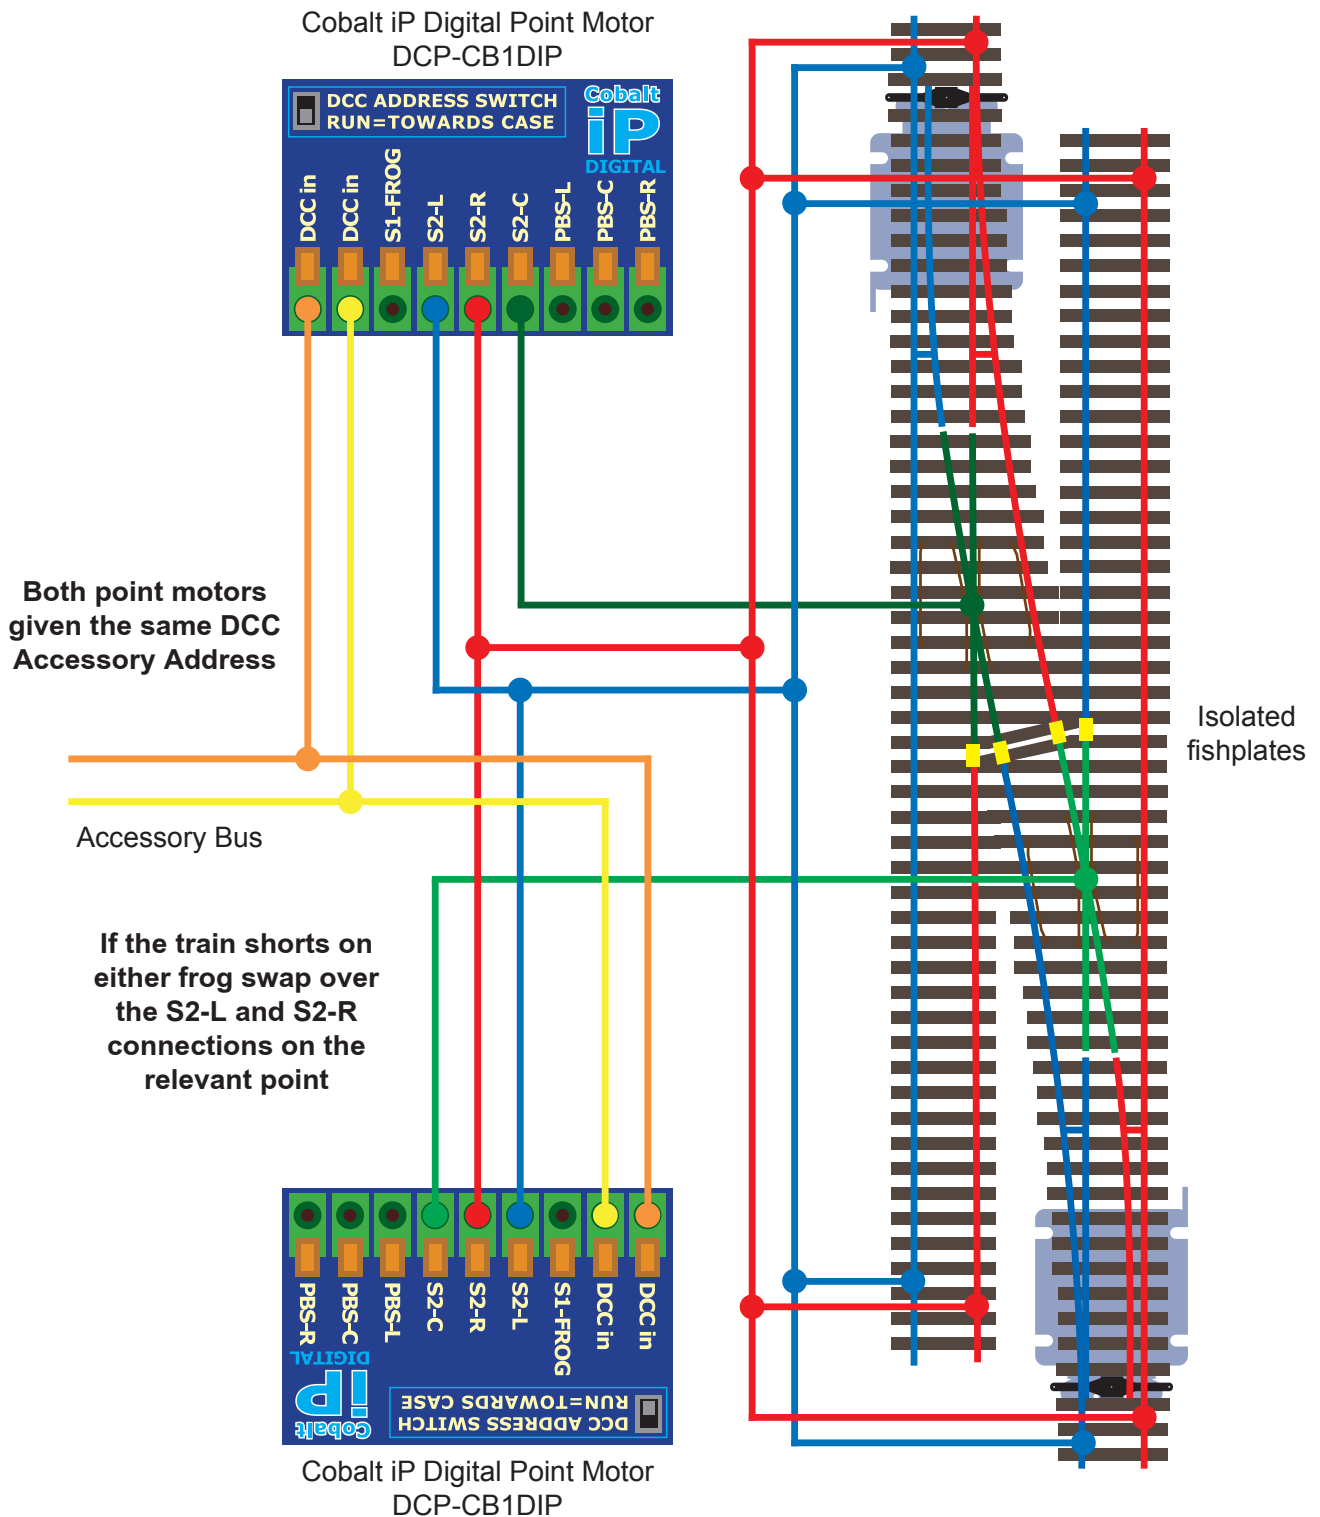 Cobalt iP Digital Point Motor
DCP-CB1DIP
DCC ADDRESS SWITCH
RUN=TOWARDS CASE
Cobalt
iP
DIGITAL
DCC in
DCC in
S1-FROG
S2-L
S2-R
S2-C
PBS-L
PBS-C
PBS-R
Both point motors
given the same DCC
Accessory Address
Isolated
fishplates
Accessory Bus
If the train shorts on
either frog swap over
the S2-L and S2-R
connections on the
relevant point
PBS-R
PBS-C
PBS-L
S2-C
S2-R
S2-L
S1-FROG
DCC in
DCC in
DCC ADDRESS SWITCH
RUN=TOWARDS CASE
Cobalt
iP
DIGITAL
Cobalt iP Digital Point Motor
DCP-CB1DIP